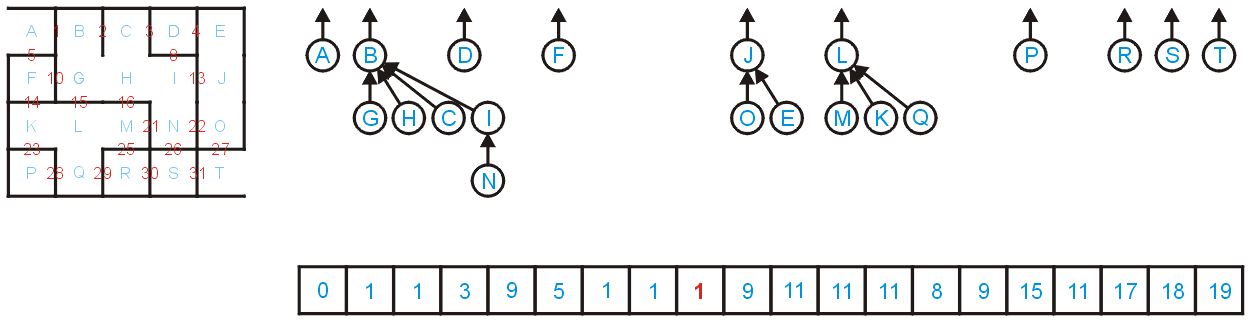 A 1 B 2 C 3 D 4 E
5 8
F 10 G H I 13 J
14 15 16
K L M 21 N 22 O
23 25 26 27
P 28 Q 29 R 30 S 31 T
A B D F J L P R S T
G H C I O E M K Q
N
0 1 1 3 9 5 1 1 1 9 11 11 11 8 9 15 11 17 18 19